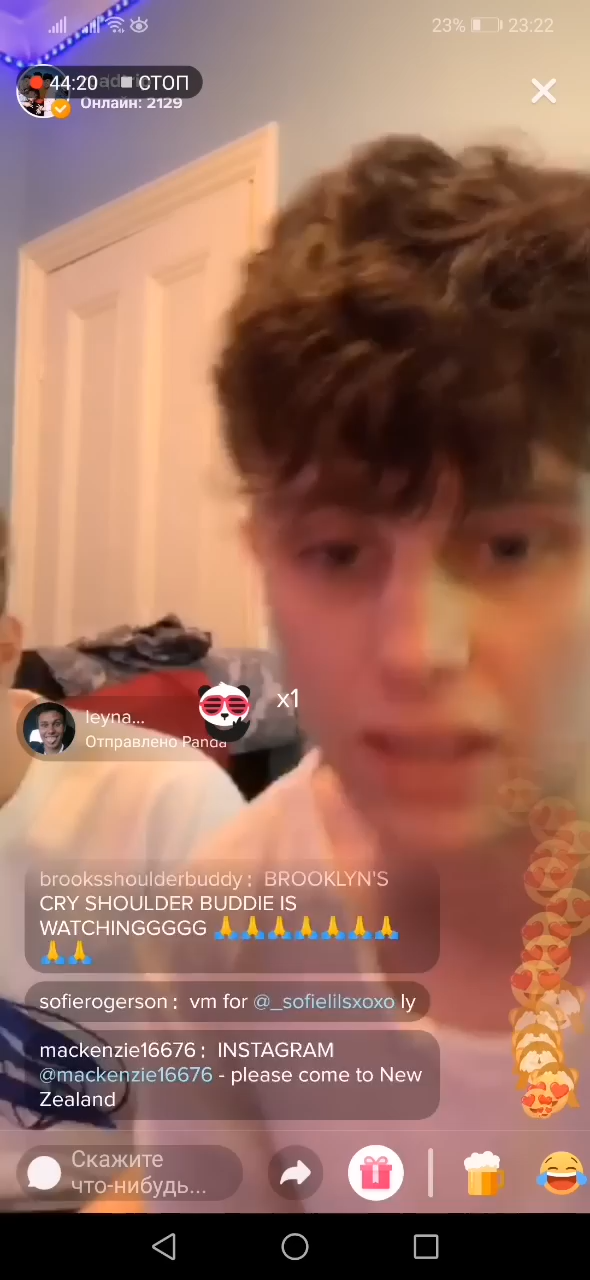 23% 23:22
44:20 СТОП
Онлайн: 2129
leyna...
x1
Отправлено Panda
brooksshoulderbuddy: BROOKLYN'S
CRY SHOULDER BUDDIE IS
WATCHINGGGGG 🙏🙏🙏🙏🙏🙏🙏
🙏🙏
sofierogerson: vm for @_sofielilsxoxo ly
mackenzie16676: INSTAGRAM
@mackenzie16676 - please come to New
Zealand
Скажите
что-нибудь...